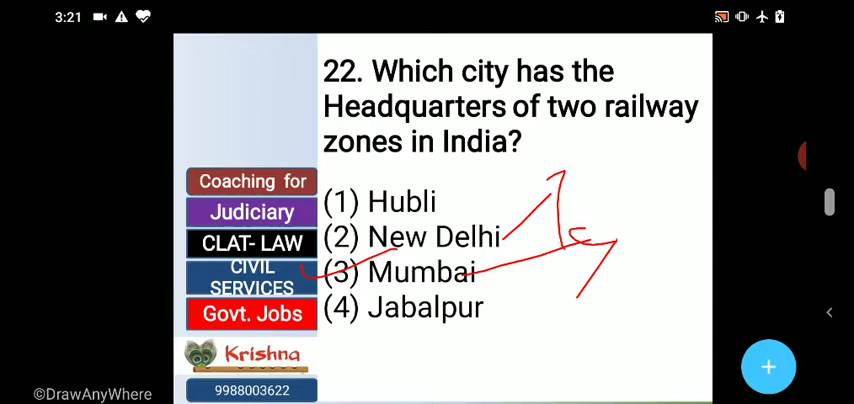 3:21
22. Which city has the
Headquarters of two railway
zones in India?
Coaching for
Judiciary
CLAT- LAW
CIVIL
SERVICES
Govt. Jobs
(1) Hubli
(2) New Delhi
(3) Mumbai
(4) Jabalpur
Krishna
9988003622
©DrawAnyWhere